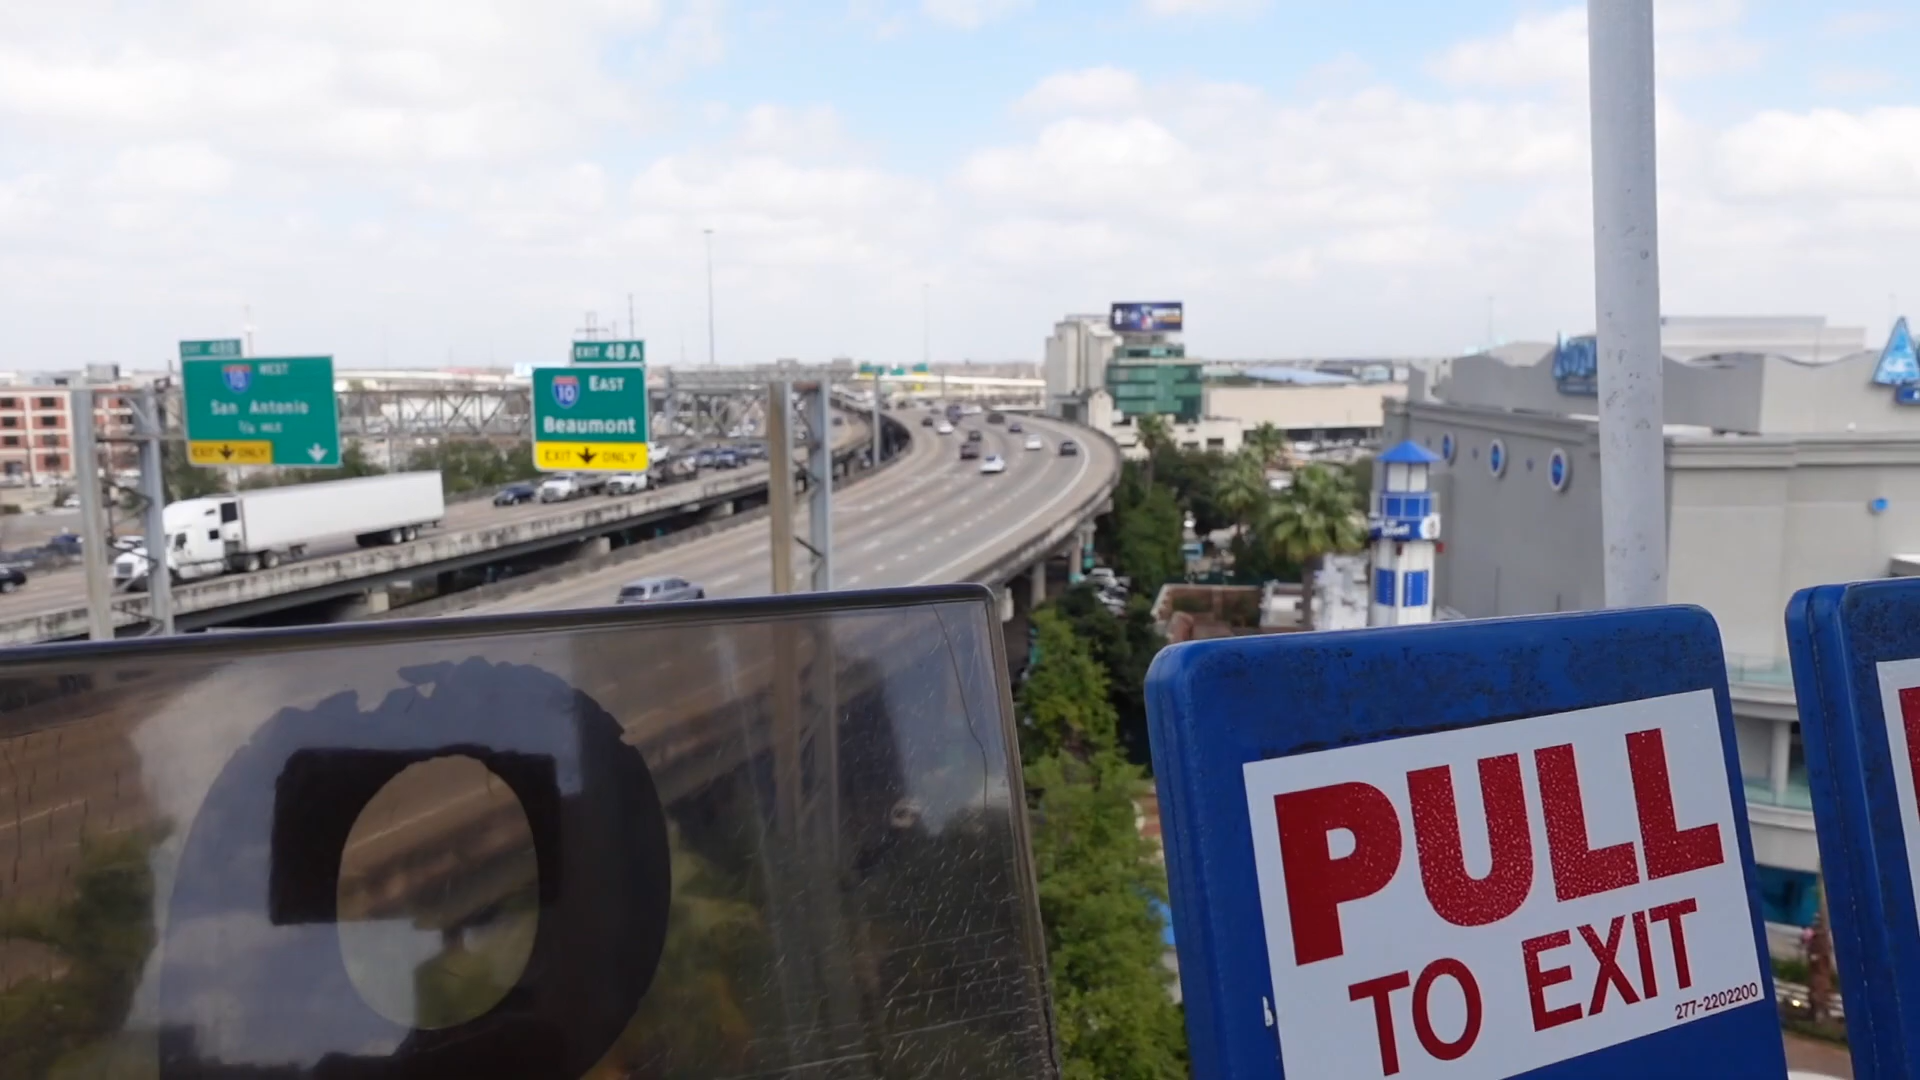 EXIT 48B
WEST
10
San Antonio
EXIT ONLY
EXIT 48 A
10
EAST
Beaumont
EXIT ONLY
PULL
TO EXIT
277-2202200